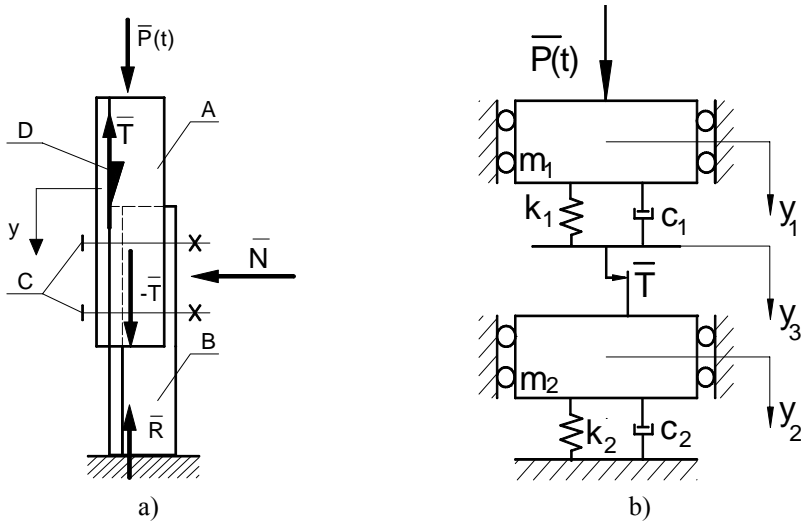 P̅(t)
A
D
T̅
y
C
N̅
-T̅
B
R̅
a)
P̅(t)
m₁
k₁
c₁
y₁
T̅
y₃
m₂
k₂
c₂
y₂
b)